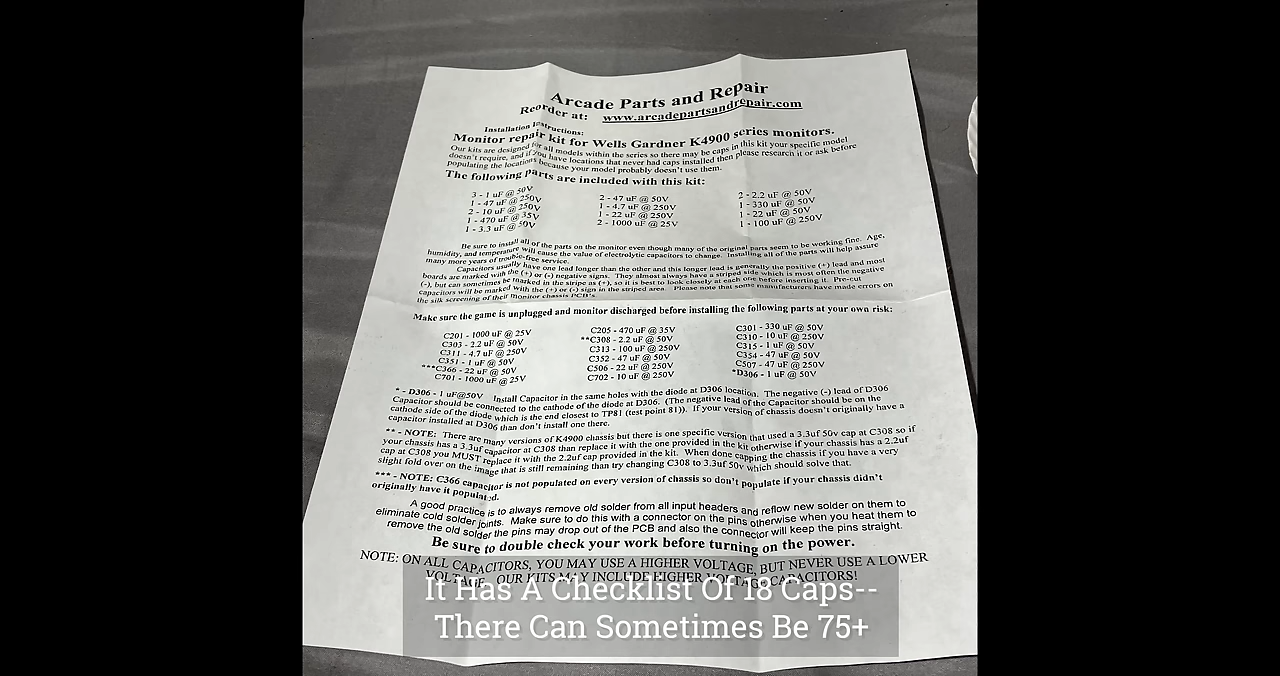 Arcade Parts and Repair
Reorder at: www.arcadepartsandrepair.com
Installation Instructions:
Monitor repair kit for Wells Gardner K4900 series monitors.
Our kits are designed for all models within the series so there may be caps in this kit your specific model
doesn't require, and if you have locations that never had caps installed then please research it or ask before
populating the locations because your model probably doesn't use them.
The following parts are included with this kit:
3 - 1 uF @ 50V
1 - 47 uF @ 250V
2 - 10 uF @ 250V
1 - 470 uF @ 35V
1 - 3.3 uF @ 50V
2 - 47 uF @ 50V
1 - 4.7 uF @ 250V
1 - 22 uF @ 250V
2 - 1000 uF @ 25V
2 - 2.2 uF @ 50V
1 - 330 uF @ 50V
1 - 22 uF @ 50V
1 - 100 uF @ 250V
Be sure to install all of the parts on the monitor even though many of the original parts seem to be working fine. Age,
humidity, and temperature will cause the value of electrolytic capacitors to change. Installing all of the parts will help assure
many more years of trouble-free service.
Capacitors usually have one lead longer than the other and this longer lead is generally the positive (+) lead and most
boards are marked with the (+) or (-) negative signs. They almost always have a striped side which is most often the negative
(-), but can sometimes be marked in the stripe as (+), so it is best to look closely at each one before inserting it. Pre-cut
capacitors will be marked with the (+) or (-) sign in the striped area. Please note that some manufacturers have made errors on
the silk screening of their monitor chassis PCB's.
Make sure the game is unplugged and monitor discharged before installing the following parts at your own risk:
C201 - 1000 uF @ 25V
C303 - 2.2 uF @ 50V
C311 - 4.7 uF @ 250V
C351 - 1 uF @ 50V
***C366 - 22 uF @ 50V
C701 - 1000 uF @ 25V
C205 - 470 uF @ 35V
**C308 - 2.2 uF @ 50V
C313 - 100 uF @ 250V
C352 - 47 uF @ 50V
C506 - 22 uF @ 250V
C702 - 10 uF @ 250V
C301 - 330 uF @ 50V
C310 - 10 uF @ 250V
C315 - 1 uF @ 50V
C354 - 47 uF @ 50V
C507 - 47 uF @ 250V
*D306 - 1 uF @ 50V
* - D306 - 1 uF@50V Install Capacitor in the same holes with the diode at D306 location. The negative (-) lead of D306
Capacitor should be connected to the cathode of the diode at D306. (The negative lead of the Capacitor should be on the
cathode side of the diode which is the end closest to TP81 (test point 81)). If your version of chassis doesn't originally have a
capacitor installed at D306 than don't install one there.
** - NOTE: There are many versions of K4900 chassis but there is one specific version that used a 3.3uf 50v cap at C308 so if
your chassis has a 3.3uf capacitor at C308 than replace it with the one provided in the kit otherwise if your chassis has a 2.2uf
cap at C308 you MUST replace it with the 2.2uf cap provided in the kit. When done capping the chassis if you have a very
slight fold over on the image that is still remaining than try changing C308 to 3.3uf 50v which should solve that.
*** - NOTE: C366 capacitor is not populated on every version of chassis so don't populate if your chassis didn't
originally have it populated.
A good practice is to always remove old solder from all input headers and reflow new solder on them to
eliminate cold solder joints. Make sure to do this with a connector on the pins otherwise when you heat them to
remove the old solder the pins may drop out of the PCB and also the connector will keep the pins straight.
Be sure to double check your work before turning on the power.
NOTE: ON ALL CAPACITORS, YOU MAY USE A HIGHER VOLTAGE, BUT NEVER USE A LOWER
VOLTAGE. OUR KITS MAY INCLUDE HIGHER VOLTAGE CAPACITORS!
It Has A Checklist Of 18 Caps--
There Can Sometimes Be 75+